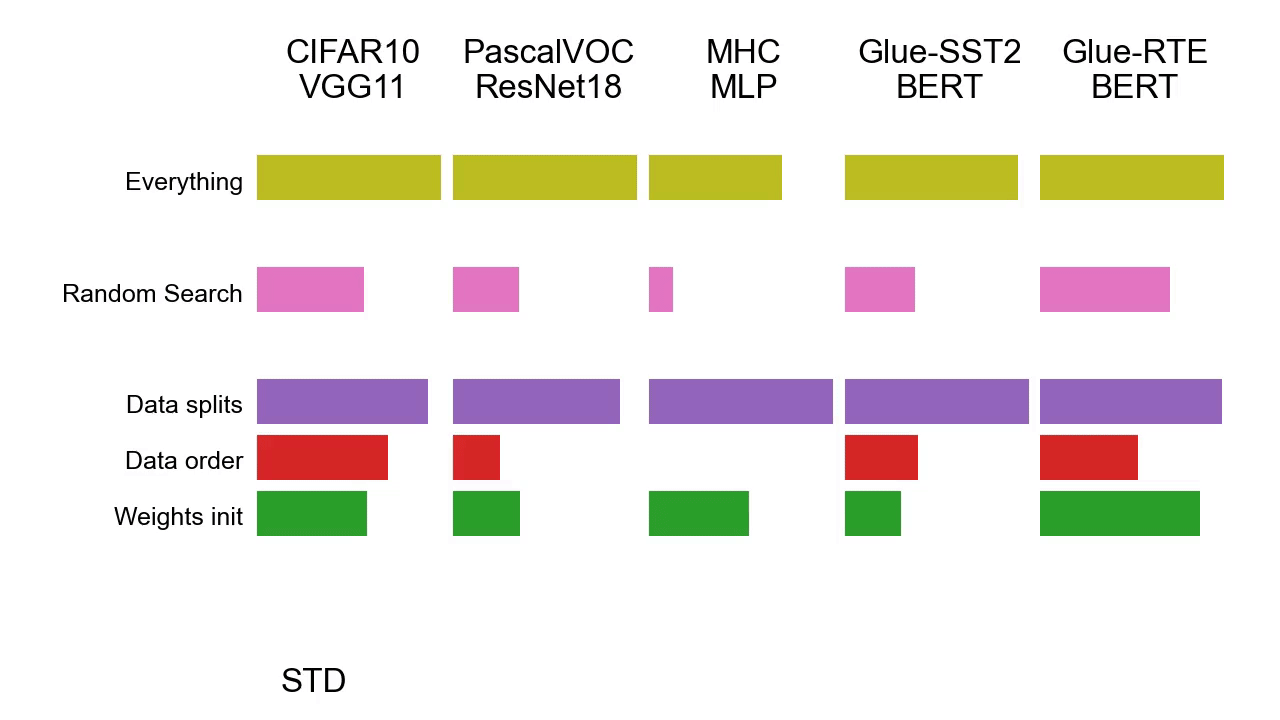 CIFAR10 PascalVOC MHC Glue-SST2 Glue-RTE
VGG11 ResNet18 MLP BERT BERT
Everything
Random Search
Data splits
Data order
Weights init
STD